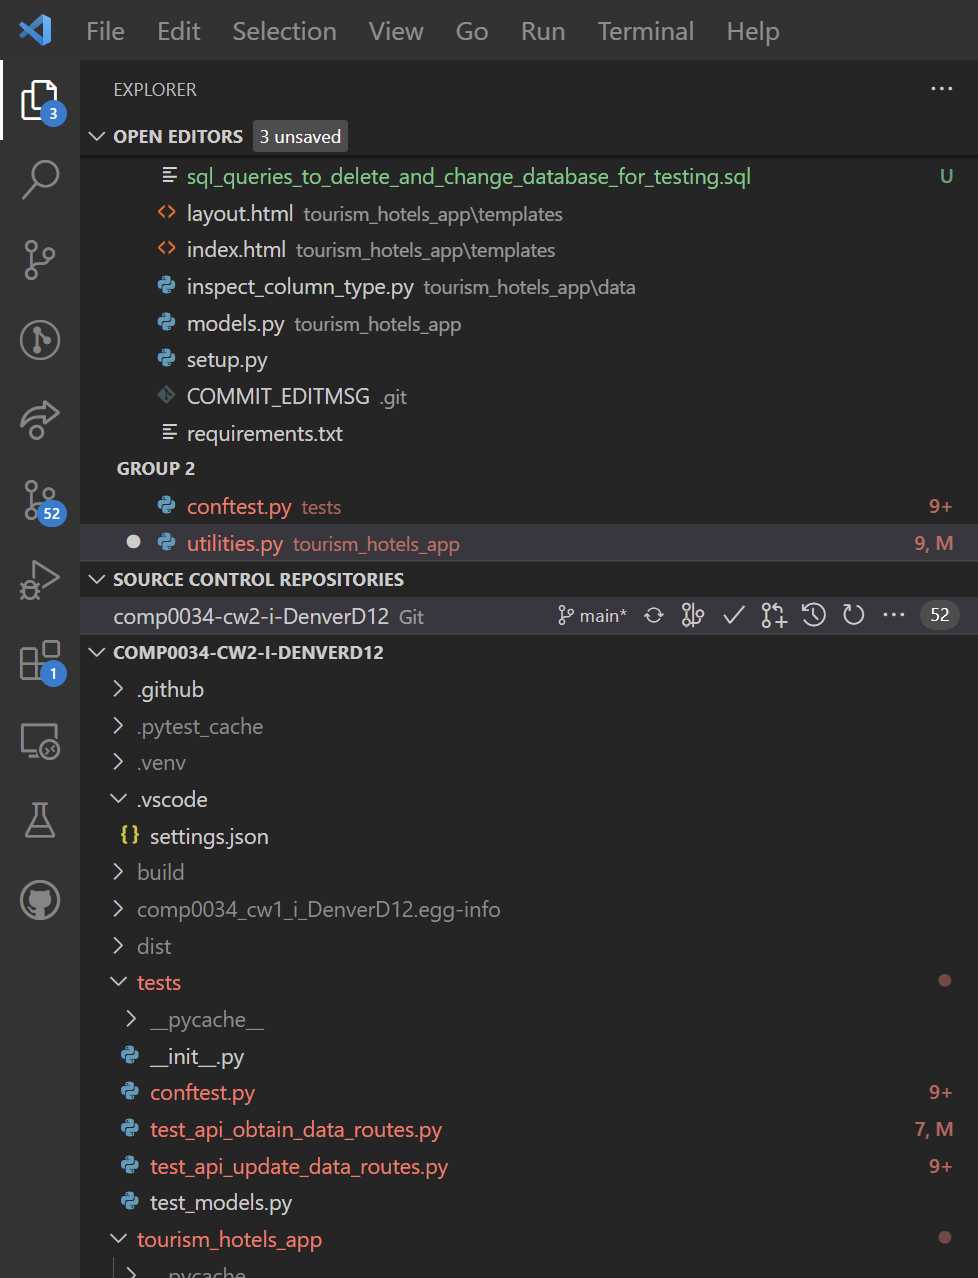 File Edit Selection View Go Run Terminal Help
EXPLORER
3
OPEN EDITORS 3 unsaved
sql_queries_to_delete_and_change_database_for_testing.sql U
layout.html tourism_hotels_app\templates
index.html tourism_hotels_app\templates
inspect_column_type.py tourism_hotels_app\data
models.py tourism_hotels_app
setup.py
COMMIT_EDITMSG .git
requirements.txt
GROUP 2
conftest.py tests 9+
52
utilities.py tourism_hotels_app 9, M
SOURCE CONTROL REPOSITORIES
comp0034-cw2-i-DenverD12 Git main* 52
COMP0034-CW2-I-DENVERD12
1
.github
.pytest_cache
.venv
.vscode
{} settings.json
build
comp0034_cw1_i_DenverD12.egg-info
dist
tests
__pycache__
__init__.py
conftest.py 9+
test_api_obtain_data_routes.py 7, M
test_api_update_data_routes.py 9+
test_models.py
tourism_hotels_app
__pycache__